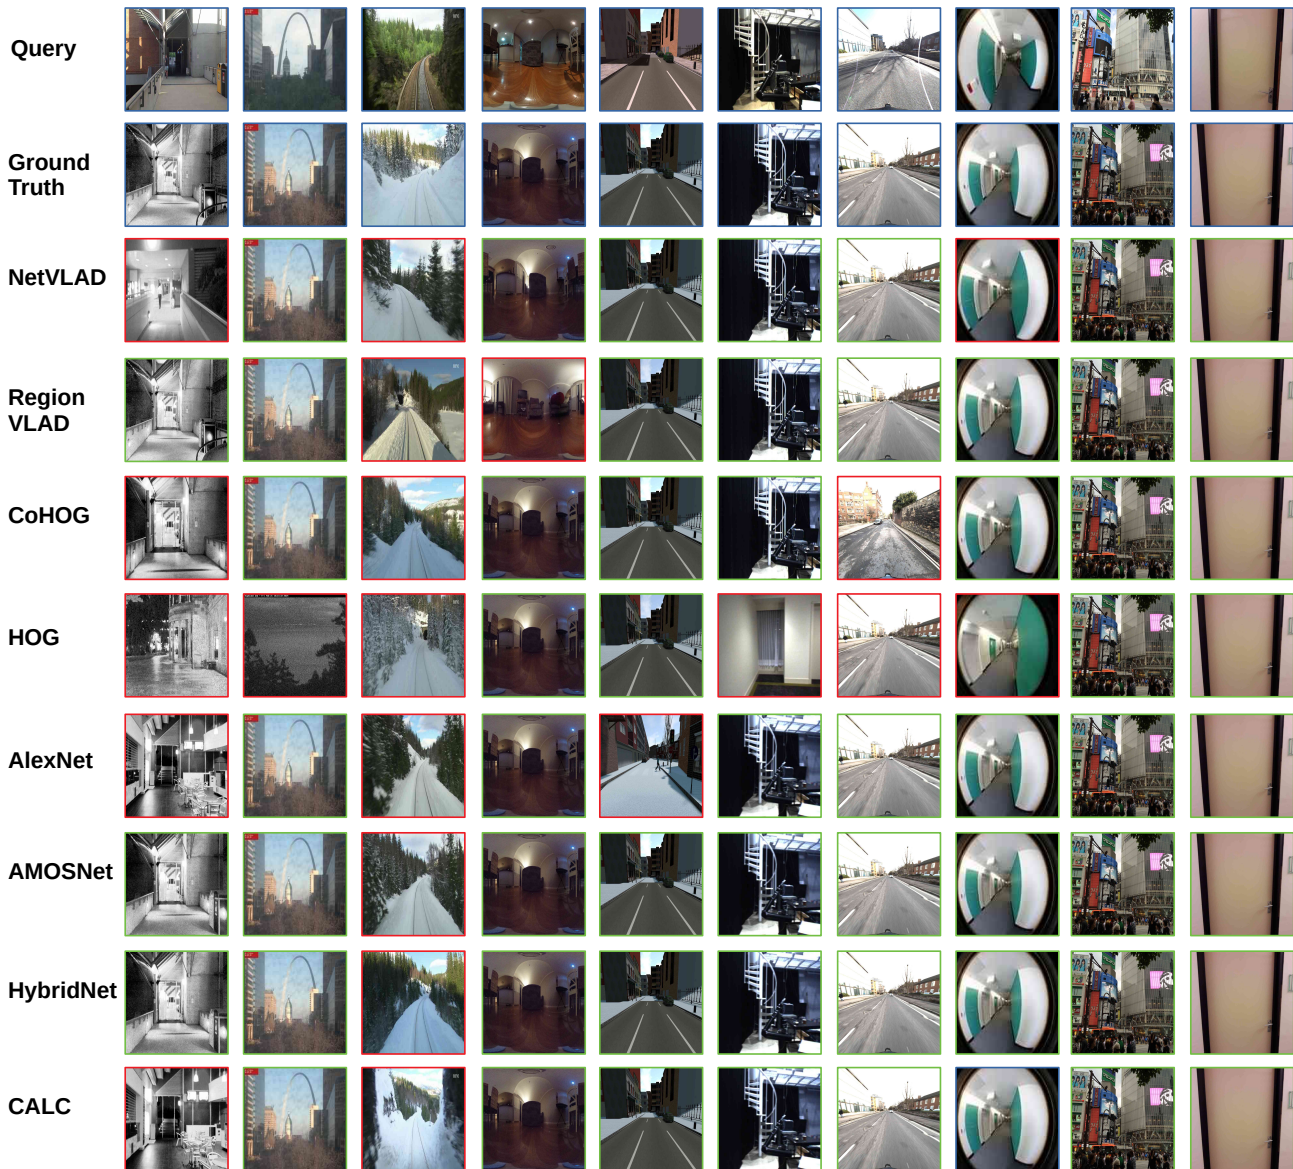 Query
Ground
Truth
NetVLAD
Region
VLAD
CoHOG
HOG
AlexNet
AMOSNet
HybridNet
CALC